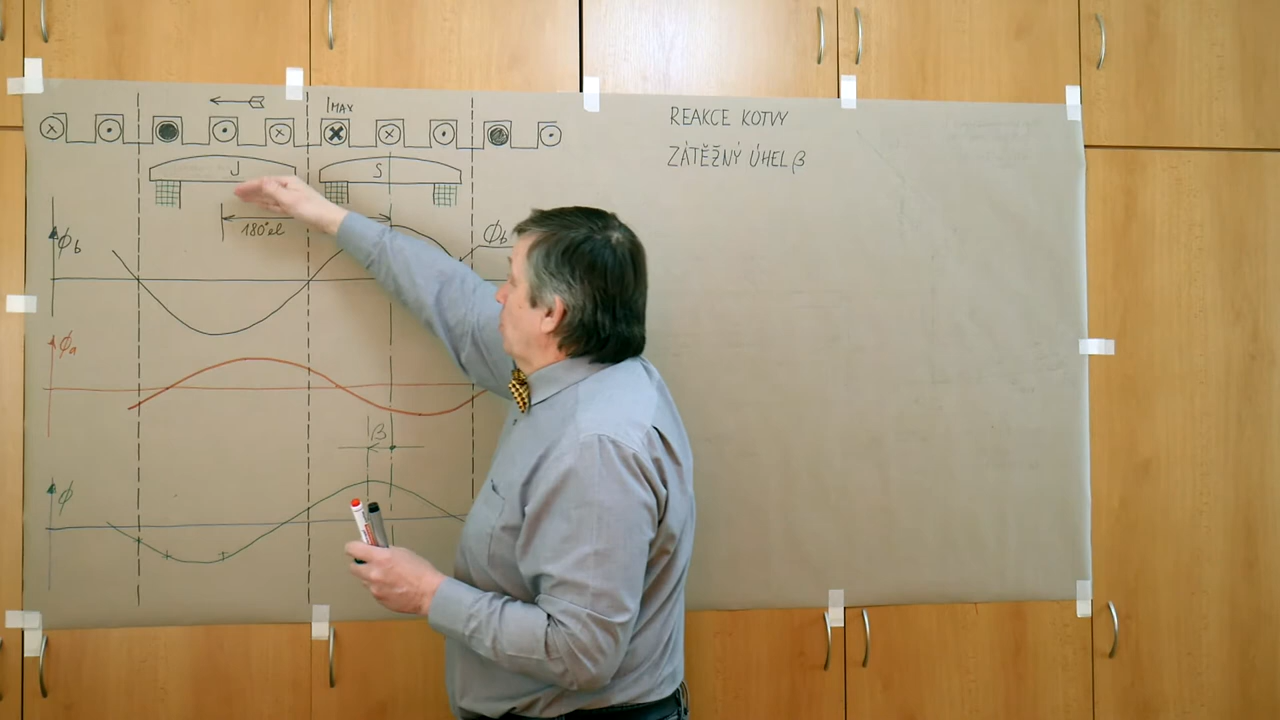 IMAX
REAKCE KOTVY
ZÁTĚŽNÝ ÚHEL β
J
S
180°el
ϕb
ϕb
ϕa
β
ϕ